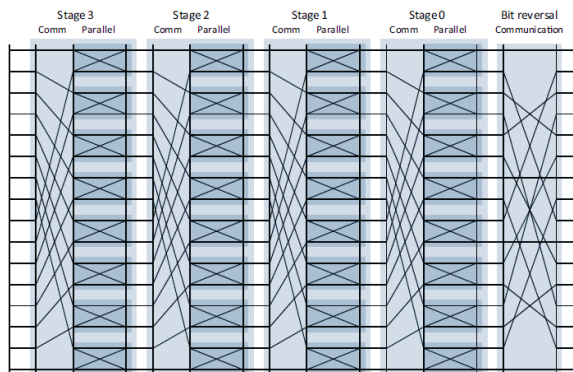 Stage 3 Stage 2 Stage 1 Stage 0 Bit reversal
Comm Parallel Comm Parallel Comm Parallel Comm Parallel Communication